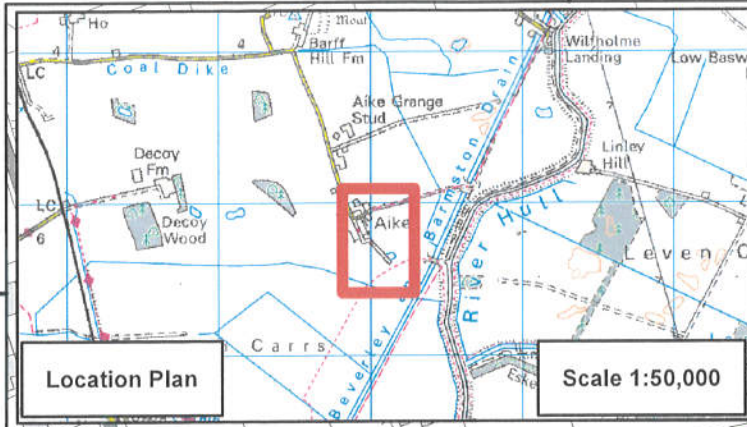 Ho
Moat
4
4
Barff
Hill Fm
Wilfholme
Landing
Low Basw
LC
Coal Dike
Aike Grange
Stud
Decoy
Fm
Linley
Hill
LC
6
Decoy
Wood
Aike
Beverley and Barmston Drain
River Hull
Leven C
Carrs
Eske
Location Plan
Scale 1:50,000